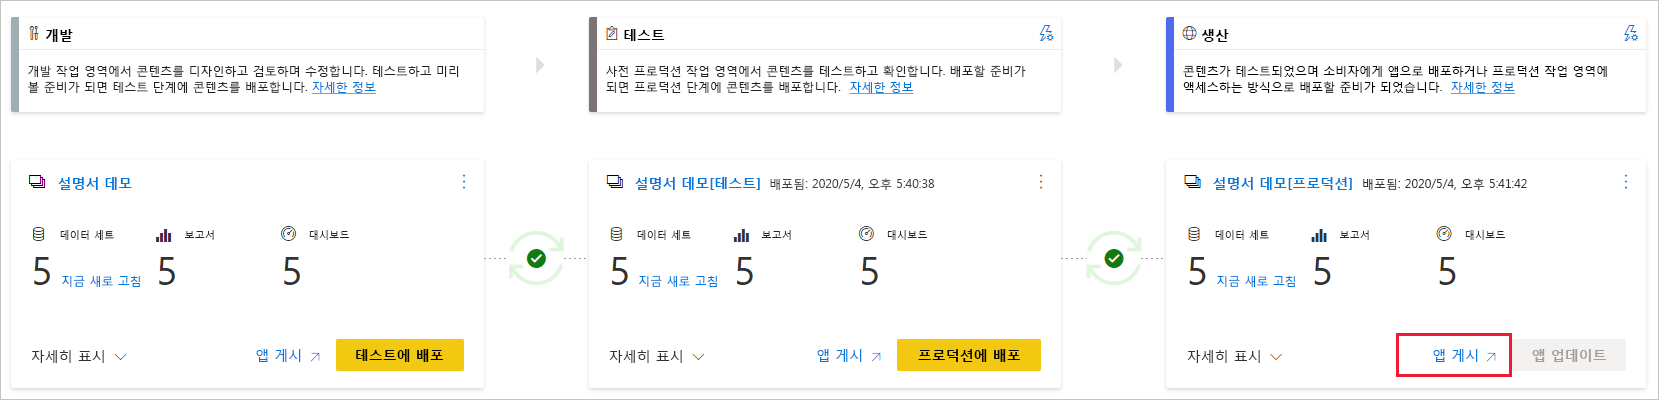 개발
개발 작업 영역에서 콘텐츠를 디자인하고 검토하며 수정합니다. 테스트하고 미리
볼 준비가 되면 테스트 단계에 콘텐츠를 배포합니다. 자세한 정보
테스트
사전 프로덕션 작업 영역에서 콘텐츠를 테스트하고 확인합니다. 배포할 준비가
되면 프로덕션 단계에 콘텐츠를 배포합니다. 자세한 정보
생산
콘텐츠가 테스트되었으며 소비자에게 앱으로 배포하거나 프로덕션 작업 영역에
액세스하는 방식으로 배포할 준비가 되었습니다. 자세한 정보
설명서 데모
데이터 세트 보고서 대시보드
5 지금 새로 고침 5 5
자세히 표시 앱 게시 테스트에 배포
설명서 데모[테스트] 배포됨: 2020/5/4, 오후 5:40:38
데이터 세트 보고서 대시보드
5 지금 새로 고침 5 5
자세히 표시 앱 게시 프로덕션에 배포
설명서 데모[프로덕션] 배포됨: 2020/5/4, 오후 5:41:42
데이터 세트 보고서 대시보드
5 지금 새로 고침 5 5
자세히 표시 앱 게시 앱 업데이트